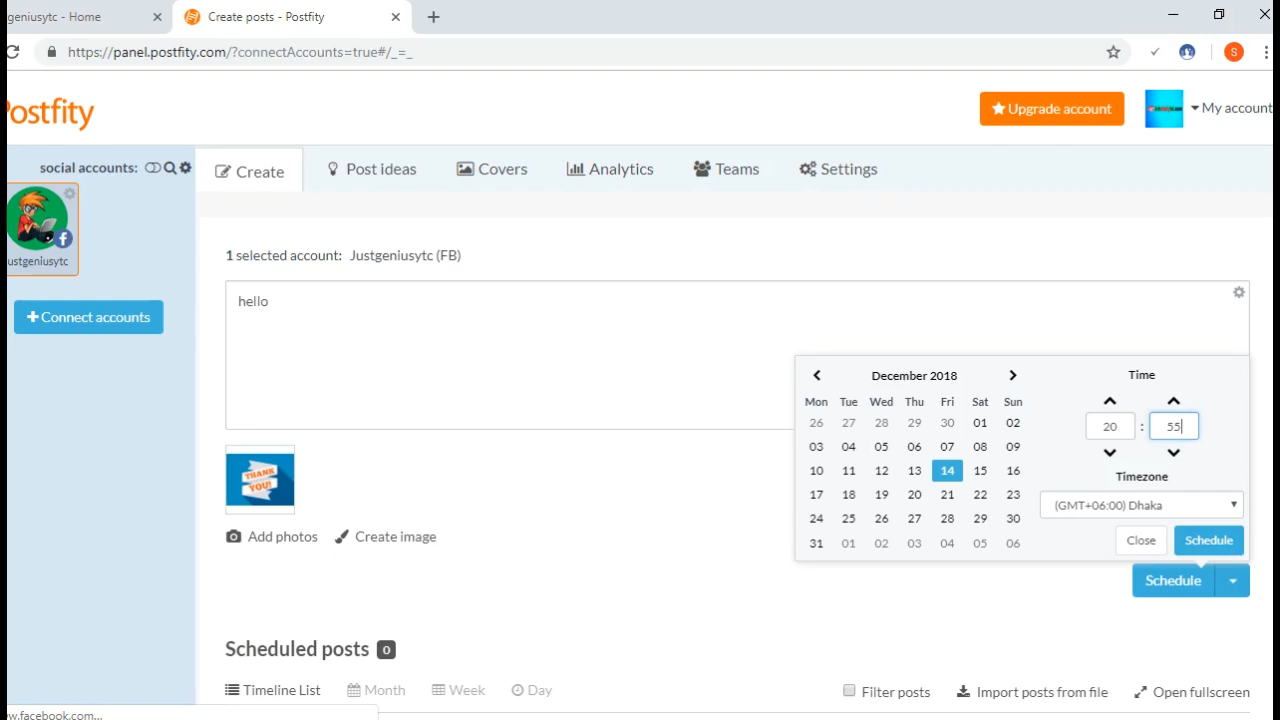 geniusytc - Home
Create posts - Postfity
https://panel.postfity.com/?connectAccounts=true#/_=_
S
Postfity
Upgrade account
My account
social accounts:
Create
Post ideas
Covers
Analytics
Teams
Settings
ustgeniusytc
Connect accounts
1 selected account: Justgeniusytc (FB)
hello
December 2018
Mon Tue Wed Thu Fri Sat Sun
26 27 28 29 30 01 02
03 04 05 06 07 08 09
10 11 12 13 14 15 16
17 18 19 20 21 22 23
24 25 26 27 28 29 30
31 01 02 03 04 05 06
Time
20 : 55
Timezone
(GMT+06:00) Dhaka
Close
Schedule
THANK
YOU!
Add photos
Create image
Schedule
Scheduled posts 0
Timeline List
Month
Week
Day
Filter posts
Import posts from file
Open fullscreen
w.facebook.com...